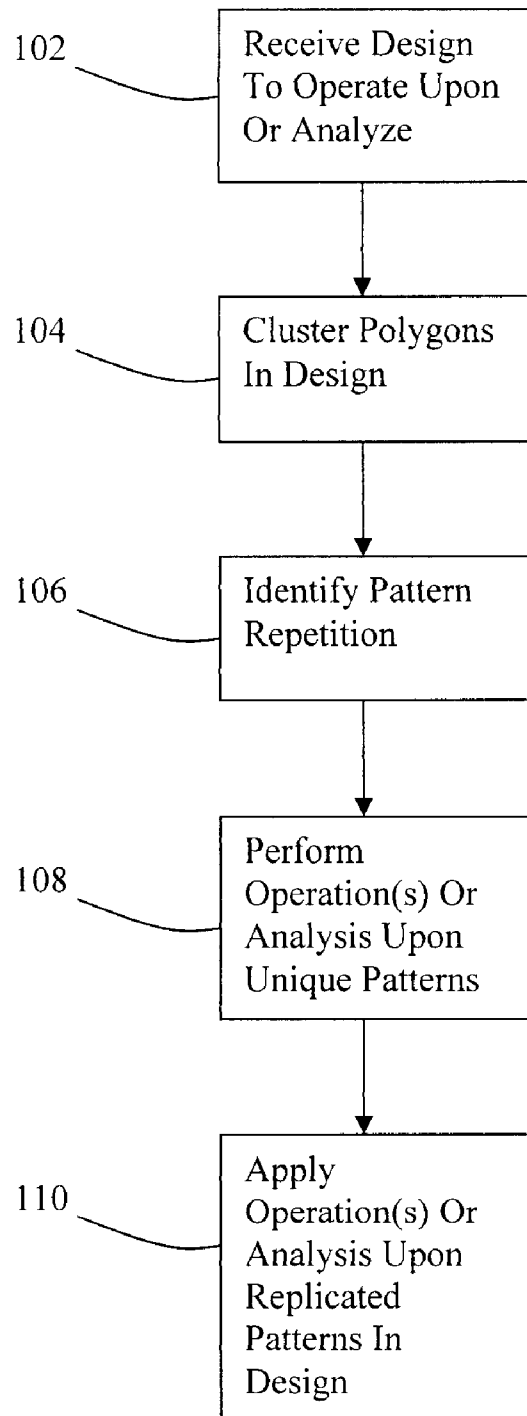 102
Receive Design
To Operate Upon
Or Analyze
104
Cluster Polygons
In Design
106
Identify Pattern
Repetition
108
Perform
Operation(s) Or
Analysis Upon
Unique Patterns
110
Apply
Operation(s) Or
Analysis Upon
Replicated
Patterns In
Design